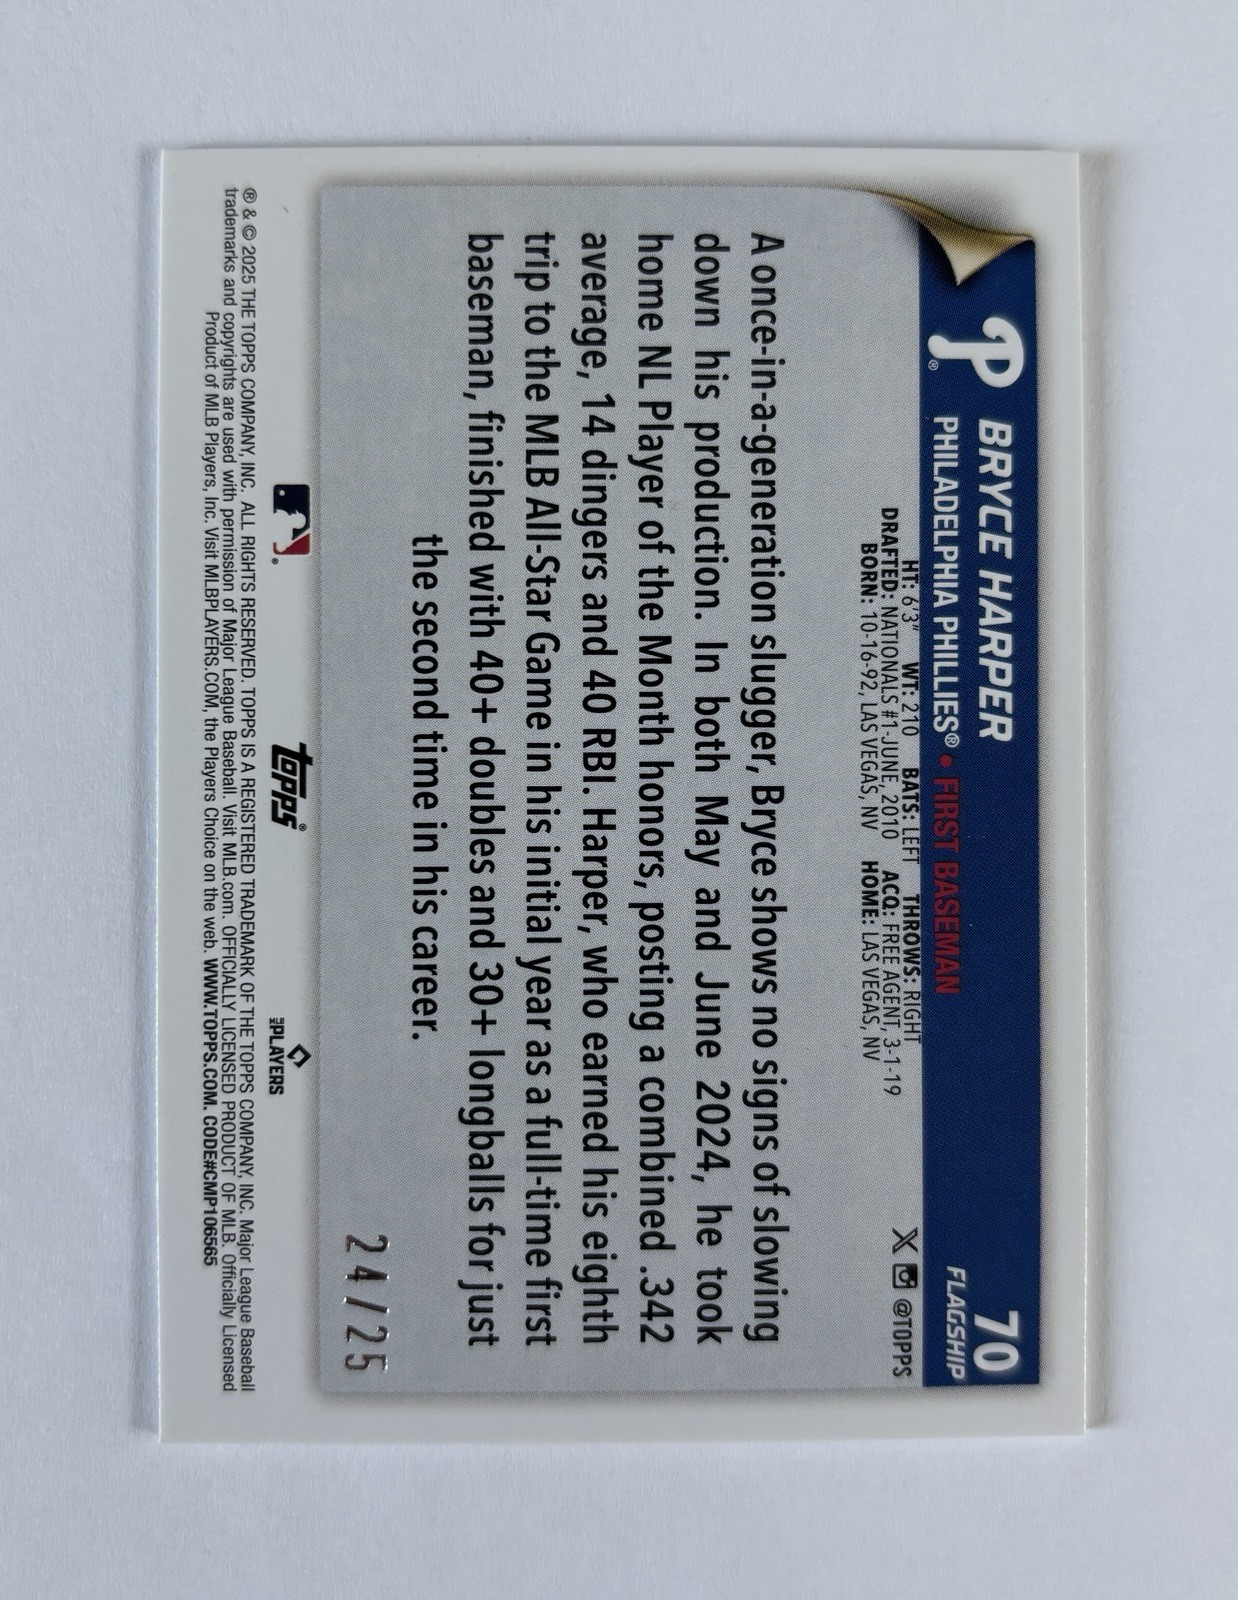 P®
BRYCE HARPER
PHILADELPHIA PHILLIES® • FIRST BASEMAN
70
FLAGSHIP
HT: 6'3" WT: 210 BATS: LEFT THROWS: RIGHT
DRAFTED: NATIONALS #1-JUNE, 2010 ACQ: FREE AGENT, 3-1-19
BORN: 10-16-92, LAS VEGAS, NV HOME: LAS VEGAS, NV
X @TOPPS
A once-in-a-generation slugger, Bryce shows no signs of slowing
down his production. In both May and June 2024, he took
home NL Player of the Month honors, posting a combined .342
average, 14 dingers and 40 RBI. Harper, who earned his eighth
trip to the MLB All-Star Game in his initial year as a full-time first
baseman, finished with 40+ doubles and 30+ longballs for just
the second time in his career.
24/25
topps®
MLB PLAYERS
® & © 2025 THE TOPPS COMPANY, INC. ALL RIGHTS RESERVED. TOPPS IS A REGISTERED TRADEMARK OF THE TOPPS COMPANY, INC. Major League Baseball
trademarks and copyrights are used with permission of Major League Baseball. Visit MLB.com. OFFICIALLY LICENSED PRODUCT OF MLB. Officially Licensed
Product of MLB Players, Inc. Visit MLBPLAYERS.COM, the Players Choice on the web. WWW.TOPPS.COM. CODE#CMP106565